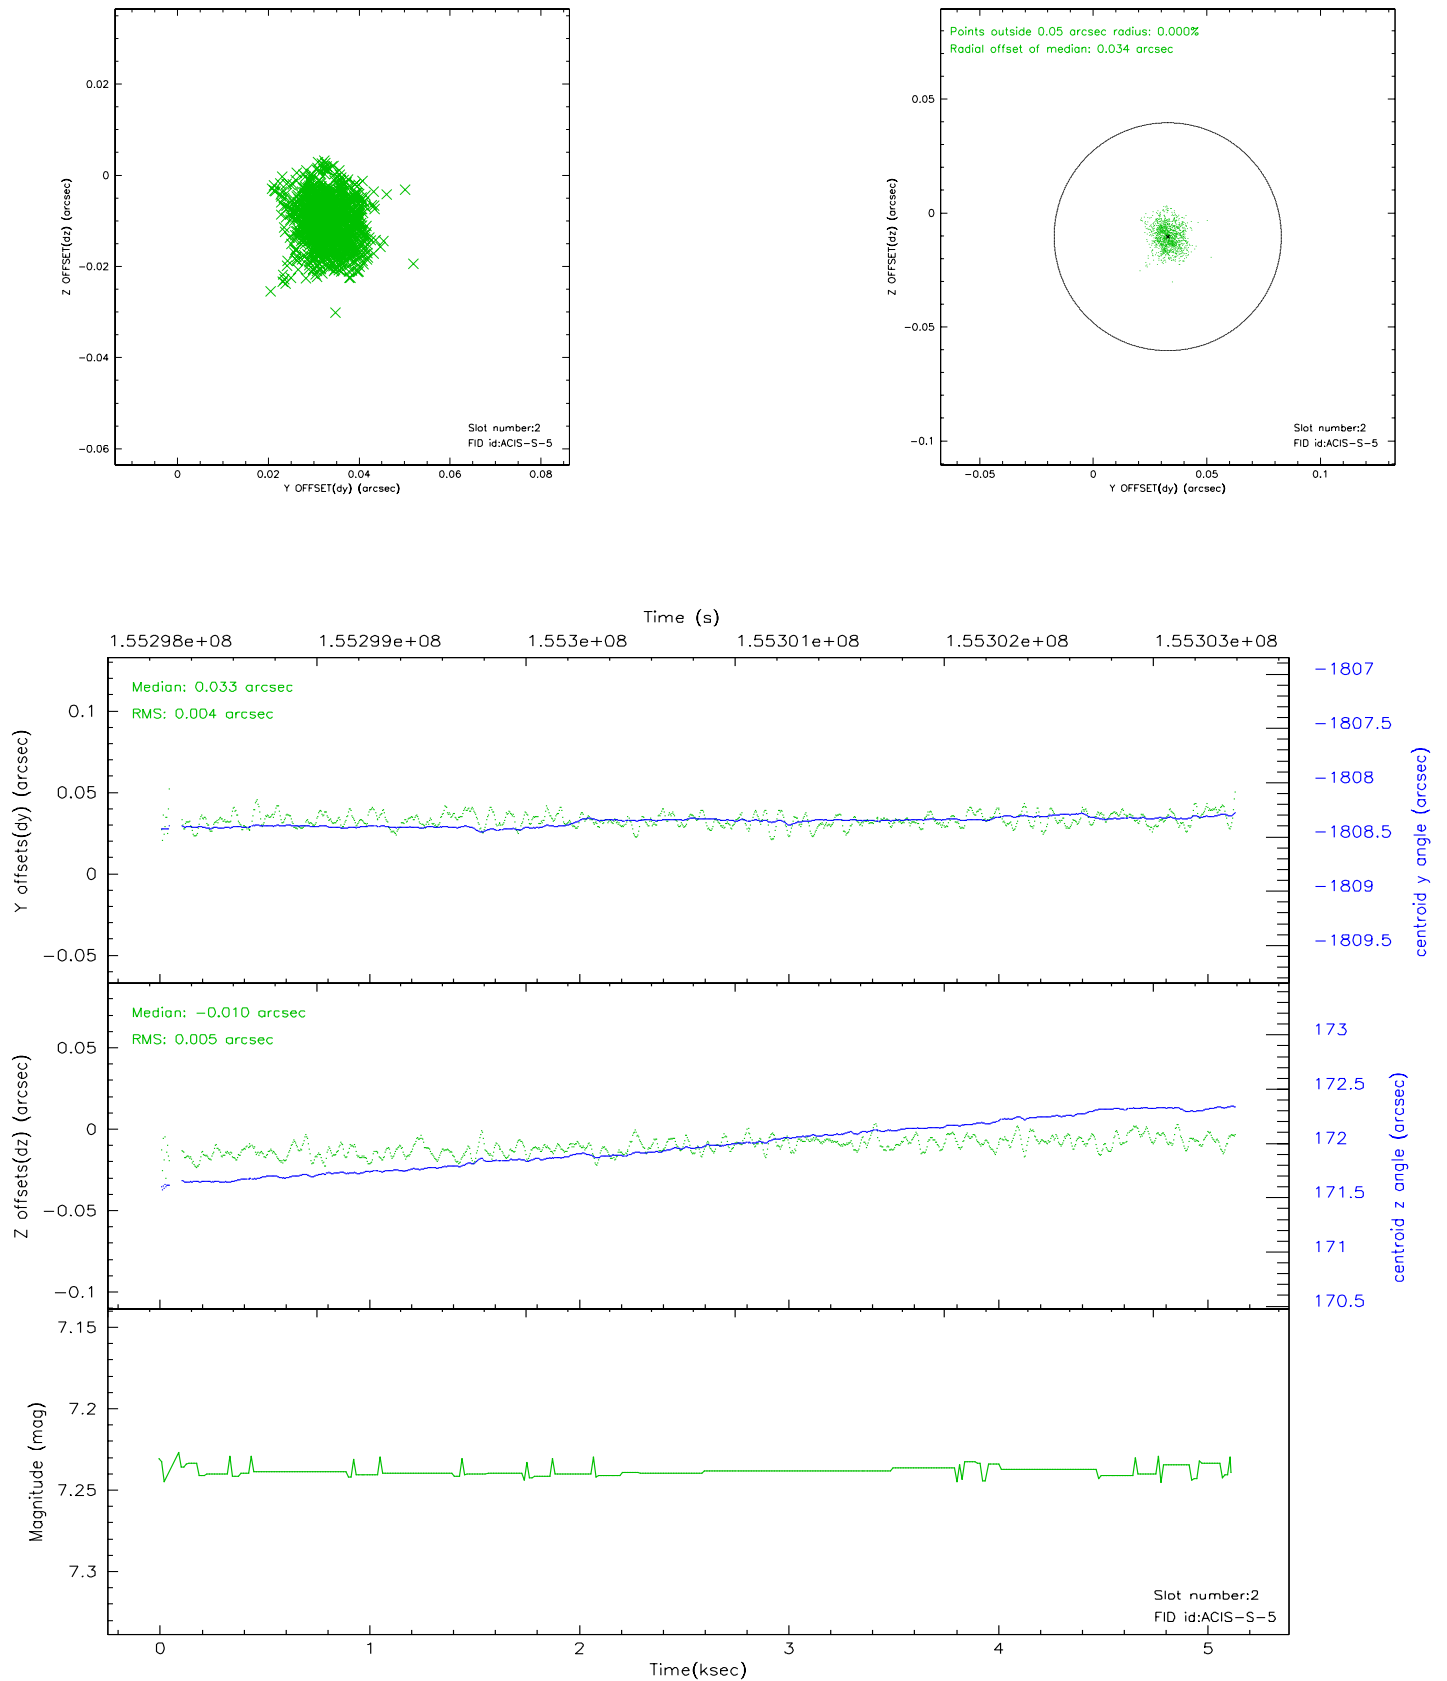 0.02
0
-0.02
-0.04
-0.06
Z OFFSET(dz) (arcsec)
Slot number:2
FID id:ACIS-S-5
0 0.02 0.04 0.06 0.08
Y OFFSET(dy) (arcsec)
Points outside 0.05 arcsec radius: 0.000%
Radial offset of median: 0.034 arcsec
0.05
0
-0.05
-0.1
Z OFFSET(dz) (arcsec)
Slot number:2
FID id:ACIS-S-5
-0.05 0 0.05 0.1
Y OFFSET(dy) (arcsec)
Time (s)
1.55298e+08 1.55299e+08 1.553e+08 1.55301e+08 1.55302e+08 1.55303e+08
Median: 0.033 arcsec
RMS: 0.004 arcsec
0.1
0.05
0
-0.05
Y offsets(dy) (arcsec)
-1807
-1807.5
-1808
-1808.5
-1809
-1809.5
centroid y angle (arcsec)
Median: -0.010 arcsec
RMS: 0.005 arcsec
0.05
0
-0.05
-0.1
Z offsets(dz) (arcsec)
173
172.5
172
171.5
171
170.5
centroid z angle (arcsec)
7.15
7.2
7.25
7.3
Magnitude (mag)
Slot number:2
FID id:ACIS-S-5
0 1 2 3 4 5
Time(ksec)